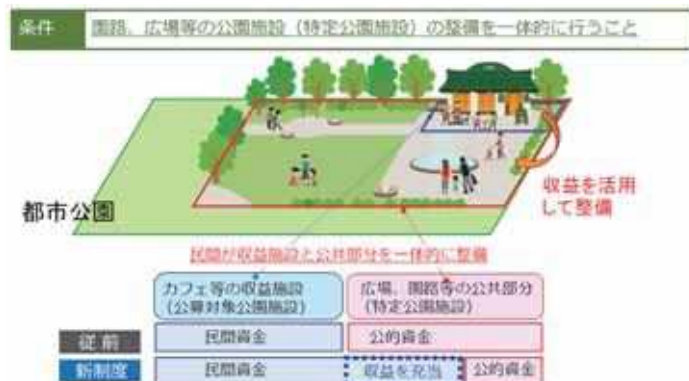 条件
園路、広場等の公園施設（特定公園施設）の整備を一体的に行うこと
都市公園
収益を活用
して整備
民間が収益施設と公共部分を一体的に整備
カフェ等の収益施設
（公募対象公園施設）
広場、園路等の公共部分
（特定公園施設）
従前
民間資金
公的資金
新制度
民間資金
収益を充当
公的資金